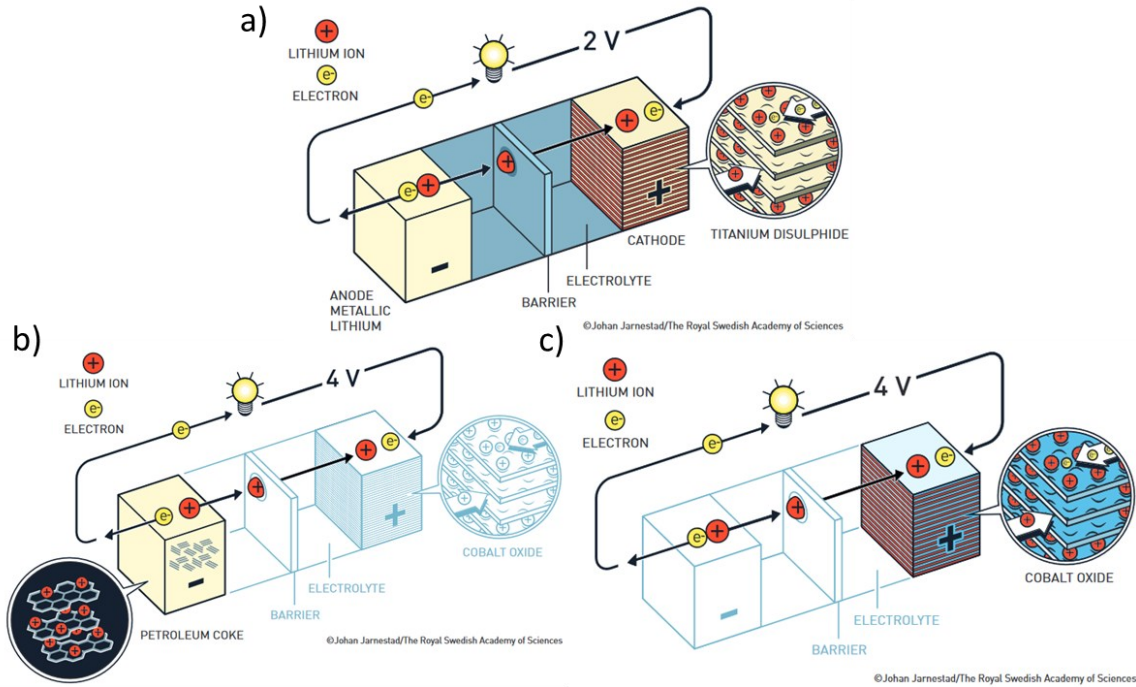 a)
+
LITHIUM ION
e-
ELECTRON
2 V
e-
+ e-
+
e- +
+
-
TITANIUM DISULPHIDE
CATHODE
ELECTROLYTE
BARRIER
ANODE
METALLIC
LITHIUM
©Johan Jarnestad/The Royal Swedish Academy of Sciences
b)
+
LITHIUM ION
e-
ELECTRON
4 V
e-
+ e-
+
e- +
+
-
COBALT OXIDE
ELECTROLYTE
BARRIER
PETROLEUM COKE
©Johan Jarnestad/The Royal Swedish Academy of Sciences
c)
+
LITHIUM ION
e-
ELECTRON
4 V
e-
+ e-
+
e- +
+
-
COBALT OXIDE
ELECTROLYTE
BARRIER
©Johan Jarnestad/The Royal Swedish Academy of Sciences